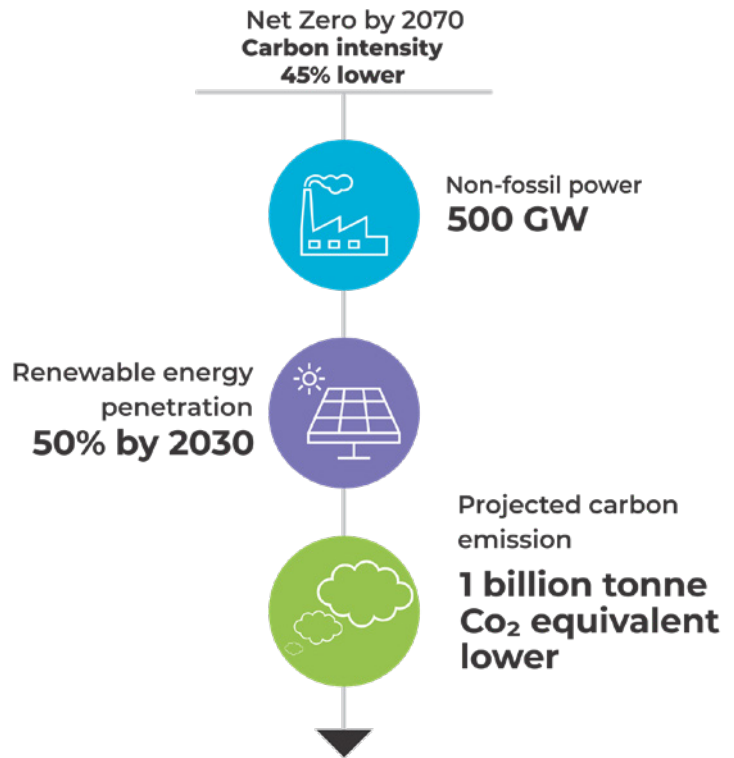 Net Zero by 2070
Carbon intensity
45% lower
Non-fossil power
500 GW
Renewable energy
penetration
50% by 2030
Projected carbon
emission
1 billion tonne
Co₂ equivalent
lower